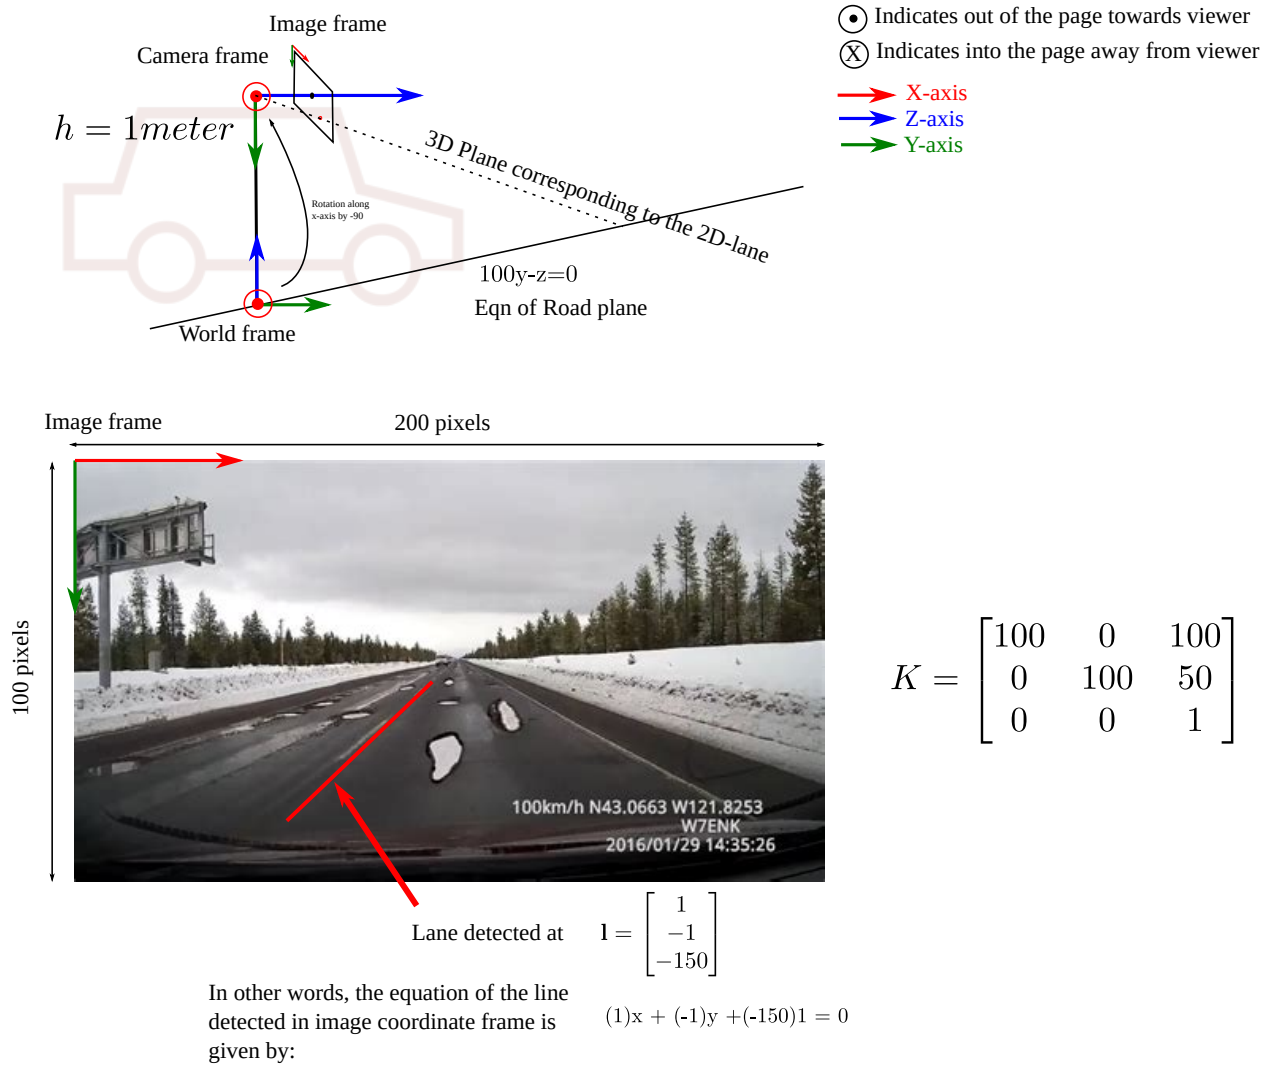 Image frame
Camera frame
h = 1meter
Rotation along
x-axis by -90
3D Plane corresponding to the 2D-lane
100y-z=0
Eqn of Road plane
World frame
Indicates out of the page towards viewer
X Indicates into the page away from viewer
X-axis
Z-axis
Y-axis
Image frame
200 pixels
100 pixels
100km/h N43.0663 W121.8253
W7ENK
2016/01/29 14:35:26
K =
100 0 100
0 100 50
0 0 1
Lane detected at l =
1
−1
−150
In other words, the equation of the line
detected in image coordinate frame is
given by:
(1)x + (-1)y +(-150)1 = 0